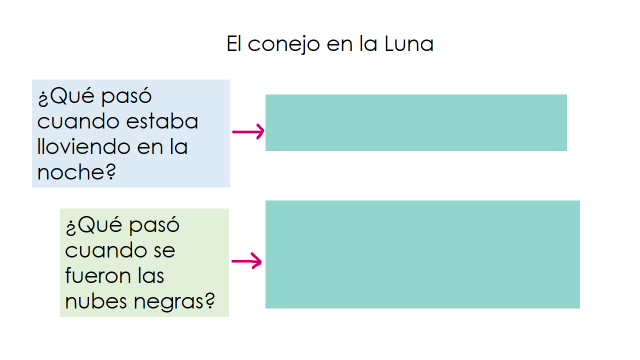 El conejo en la Luna
¿Qué pasó
cuando estaba
lloviendo en la
noche?
¿Qué pasó
cuando se
fueron las
nubes negras?